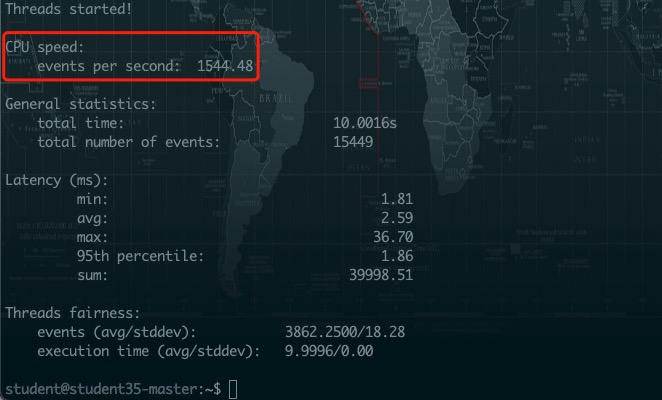 Threads started!
CPU speed:
    events per second:  1544.48
General statistics:
    total time:                          10.0016s
    total number of events:              15449
Latency (ms):
         min:                                    1.81
         avg:                                    2.59
         max:                                   36.70
         95th percentile:                        1.86
         sum:                                39998.51
Threads fairness:
    events (avg/stddev):           3862.2500/18.28
    execution time (avg/stddev):   9.9996/0.00
student@student35-master:~$
BRAZIL